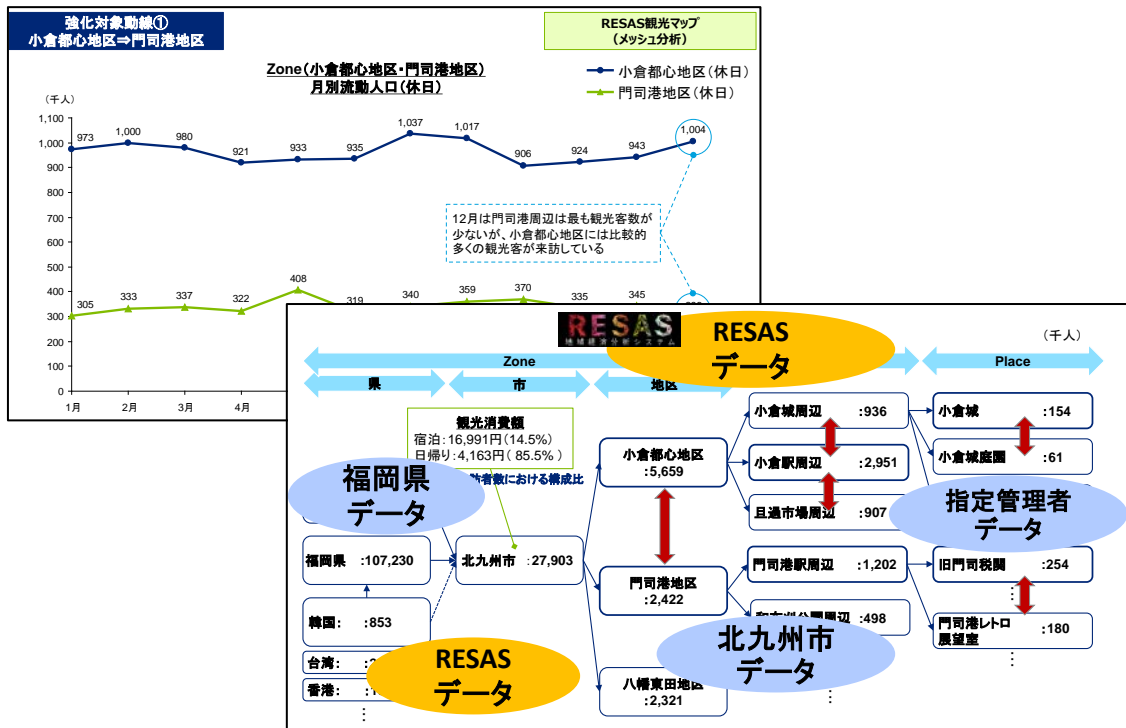 強化対象動線①
小倉都心地区⇒門司港地区
RESAS観光マップ
(メッシュ分析)
Zone(小倉都心地区・門司港地区)
月別流動人口(休日)
小倉都心地区(休日)
門司港地区(休日)
(千人)
1,100
1,000
900
800
700
600
500
400
300
200
100
0
973
1,000
980
921
933
935
1,037
1,017
906
924
943
1,004
12月は門司港周辺は最も観光客数が
少ないが、小倉都心地区には比較的
多くの観光客が来訪している
305
333
337
322
408
319
340
359
370
335
345
1月
2月
3月
4月
RESAS
地域経済分析システム
RESAS
データ
(千人)
Zone
Place
県
市
地区
観光消費額
宿泊:16,991円(14.5%)
日帰り:4,163円( 85.5%)
訪者数における構成比
福岡県
データ
福岡県 :107,230
韓国: :853
台湾:
香港:
⋮
RESAS
データ
北九州市 :27,903
小倉都心地区
:5,659
門司港地区
:2,422
八幡東田地区
:2,321
小倉城周辺 :936
小倉駅周辺 :2,951
旦過市場周辺 :907
門司港駅周辺 :1,202
:498
北九州市
データ
小倉城 :154
小倉城庭園 :61
指定管理者
データ
旧門司税関 :254
⋮
門司港レトロ
展望室 :180
⋮